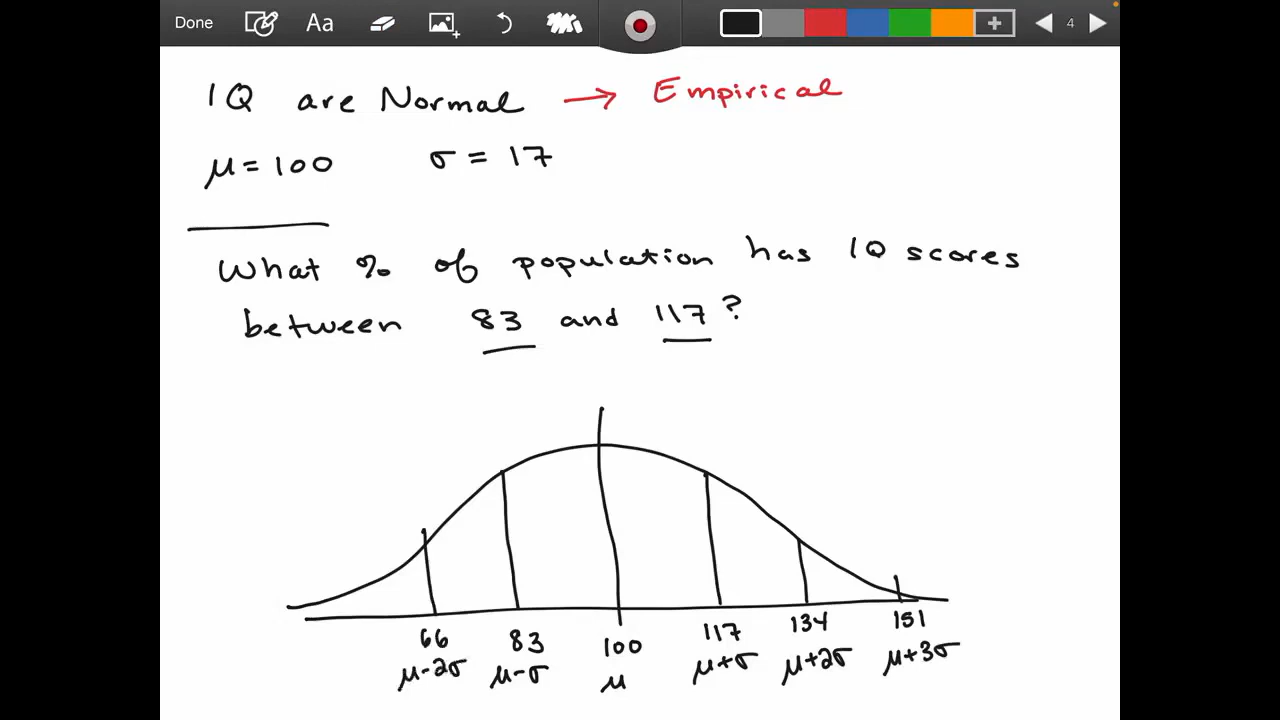 Done Aa 4
IQ are Normal → Empirical
μ = 100 σ = 17
What % of population has IQ scores
between 83 and 117?
66 83 100 117 134 151
μ-2σ μ-σ μ μ+σ μ+2σ μ+3σ